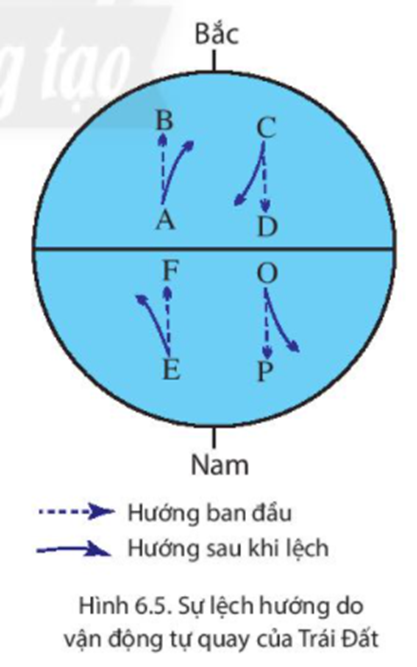 ng tạo
Bắc
B
C
A
D
F
O
E
P
Nam
Hướng ban đầu
Hướng sau khi lệch
Hình 6.5. Sự lệch hướng do
vận động tự quay của Trái Đất